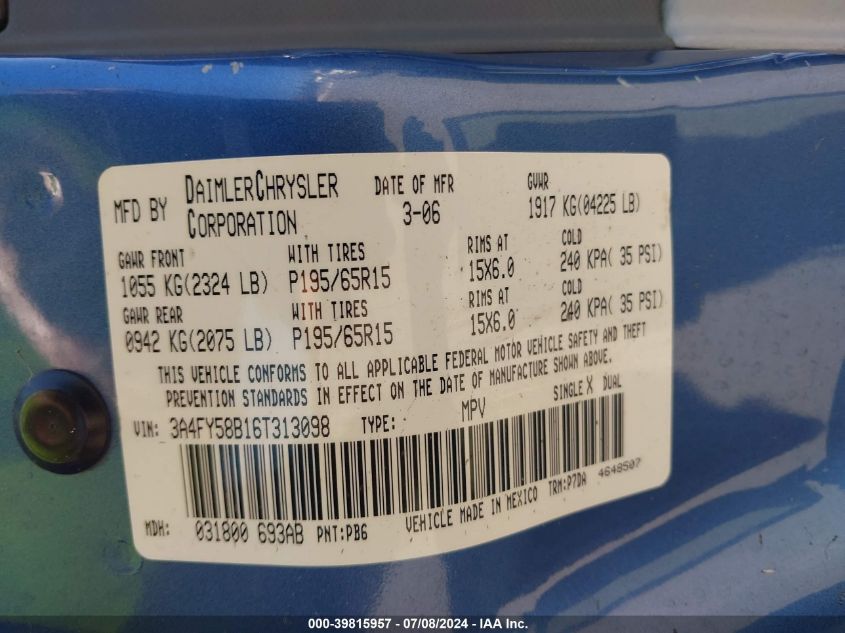 MFD BY DAIMLERCHRYSLER CORPORATION DATE OF MFR 3-06 GVWR 1917 KG(04225 LB)
GAWR FRONT WITH TIRES RIMS AT COLD
1055 KG(2324 LB) P195/65R15 15X6.0 240 KPA( 35 PSI)
GAWR REAR WITH TIRES RIMS AT COLD
0942 KG(2075 LB) P195/65R15 15X6.0 240 KPA( 35 PSI)
THIS VEHICLE CONFORMS TO ALL APPLICABLE FEDERAL MOTOR VEHICLE SAFETY AND THEFT
PREVENTION STANDARDS IN EFFECT ON THE DATE OF MANUFACTURE SHOWN ABOVE.
VIN: 3A4FY58B16T313098 TYPE: MPV SINGLE X DUAL
4648507
MDH: 031800 693AB PNT:PB6 VEHICLE MADE IN MEXICO TRM:P7DA
000-39815957 - 07/08/2024 - IAA, Inc.